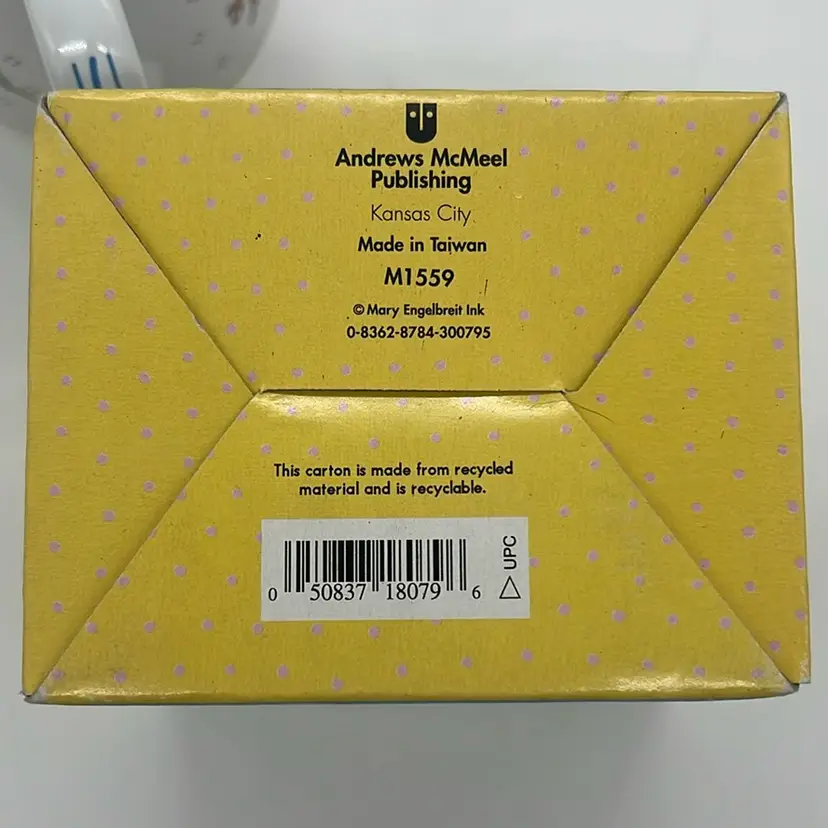 Andrews McMeel
Publishing
Kansas City
Made in Taiwan
M1559
© Mary Engelbreit Ink
0-8362-8784-300795
This carton is made from recycled
material and is recyclable.
0 50837 18079 6
△ UPC